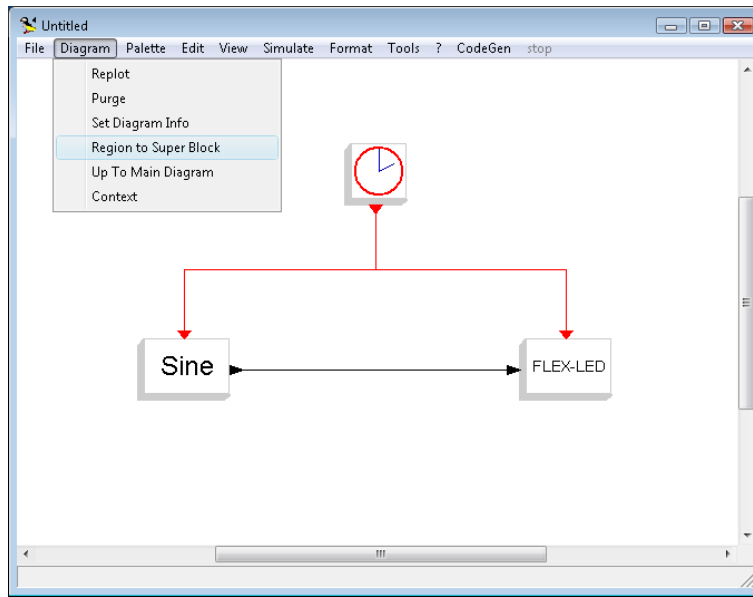 Untitled
File Diagram Palette Edit View Simulate Format Tools ? CodeGen stop
Replot
Purge
Set Diagram Info
Region to Super Block
Up To Main Diagram
Context
Sine
FLEX-LED